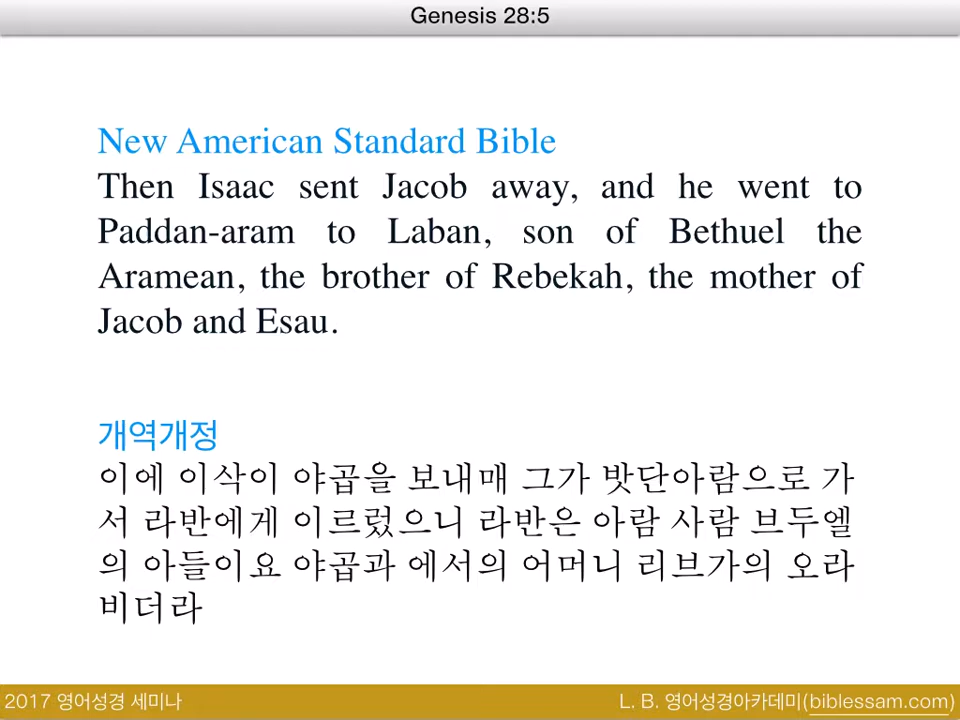 Genesis 28:5
New American Standard Bible
Then Isaac sent Jacob away, and he went to
Paddan-aram to Laban, son of Bethuel the
Aramean, the brother of Rebekah, the mother of
Jacob and Esau.
개역개정
이에 이삭이 야곱을 보내매 그가 밧단아람으로 가
서 라반에게 이르렀으니 라반은 아람 사람 브두엘
의 아들이요 야곱과 에서의 어머니 리브가의 오라
비더라
2017 영어성경 세미나
L. B. 영어성경아카데미(biblessam.com)